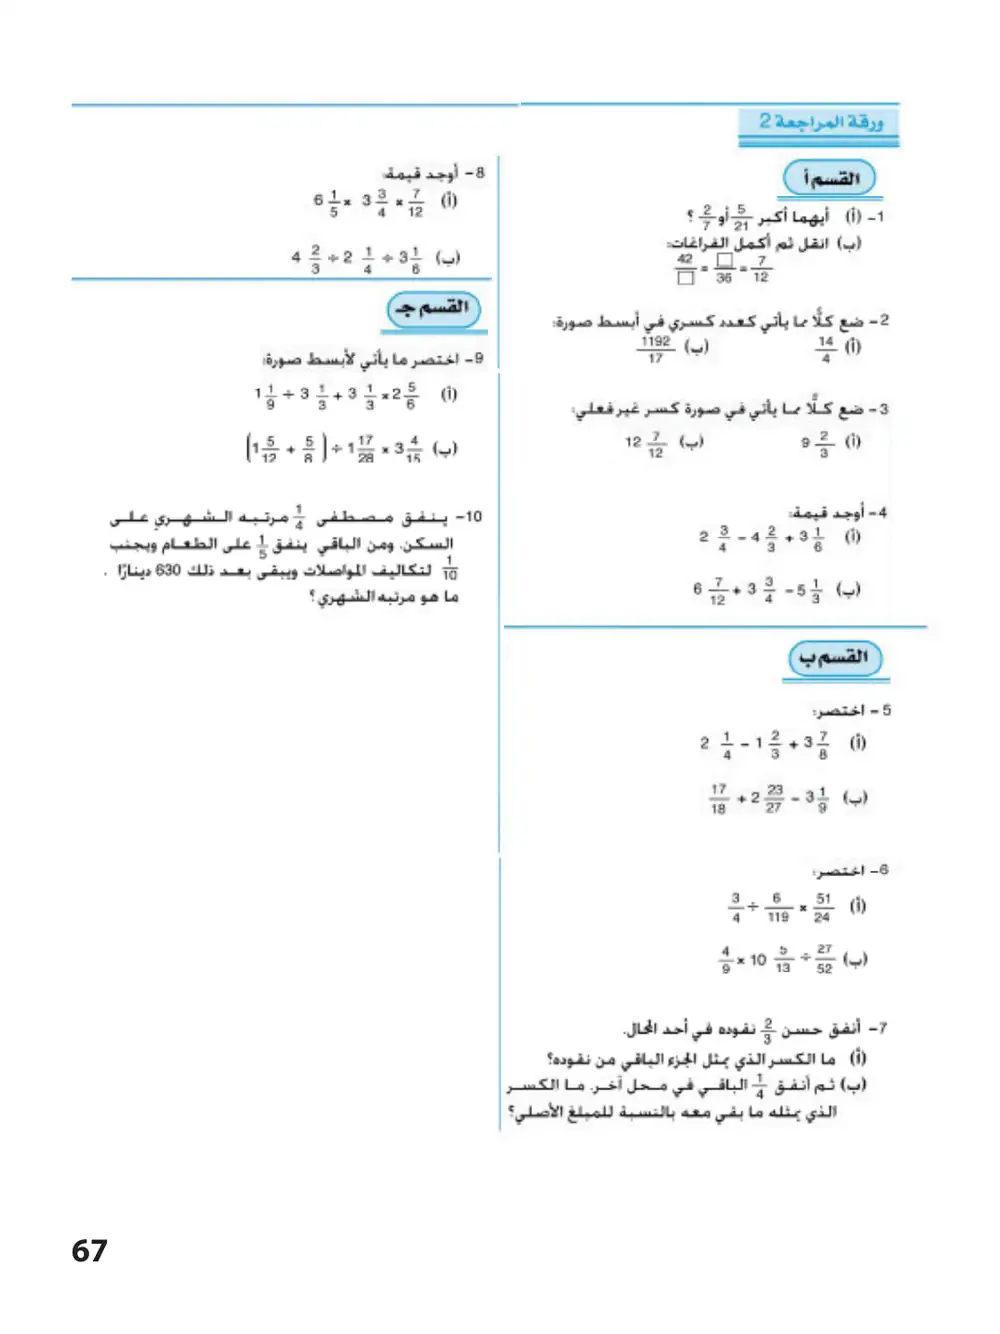 ورقة المراجعة 2
القسم أ
1- (أ) أيهما أكبر 5/21 أو 2/7 ؟
(ب) انقل ثم أكمل الفراغات:
42/□ = □/36 = 7/12
2- ضع كلًّا مما يأتي كعدد كسري في أبسط صورة:
(أ) 14/4 (ب) 1192/17
3- ضع كلًّا مما يأتي في صورة كسر غير فعلي:
(أ) 9 2/3 (ب) 12 7/12
4- أوجد قيمة:
(أ) 2 3/4 - 4 2/3 + 3 1/6
(ب) 6 7/12 + 3 3/4 - 5 1/3
القسم ب
5- اختصر:
(أ) 2 1/4 - 1 2/3 + 3 7/8
(ب) 17/18 + 2 23/27 - 3 1/9
6- اختصر:
(أ) 3/4 ÷ 6/119 × 51/24
(ب) 4/9 × 10 5/13 ÷ 27/52
7- أنفق حسن 2/3 نقوده في أحد المحال.
(أ) ما الكسر الذي يمثل الجزء الباقي من نقوده؟
(ب) ثم أنفق 1/4 الباقي في محل آخر. ما الكسر
الذي يمثله ما بقي معه بالنسبة للمبلغ الأصلي؟
8- أوجد قيمة:
(أ) 6 1/5 × 3 3/4 × 7/12
(ب) 4 2/3 ÷ 2 1/4 ÷ 3 1/6
القسم جـ
9- اختصر ما يأتي لأبسط صورة:
(أ) 1 1/9 ÷ 3 1/3 + 3 1/3 × 2 5/6
(ب) (1 5/12 + 5/8) ÷ 1 17/28 × 3 4/15
10- ينفق مصطفى 1/4 مرتبه الشهري على
السكن. ومن الباقي ينفق 1/5 على الطعام ويجنب
1/10 لتكاليف المواصلات ويبقى بعد ذلك 630 دينارًا .
ما هو مرتبه الشهري؟
67